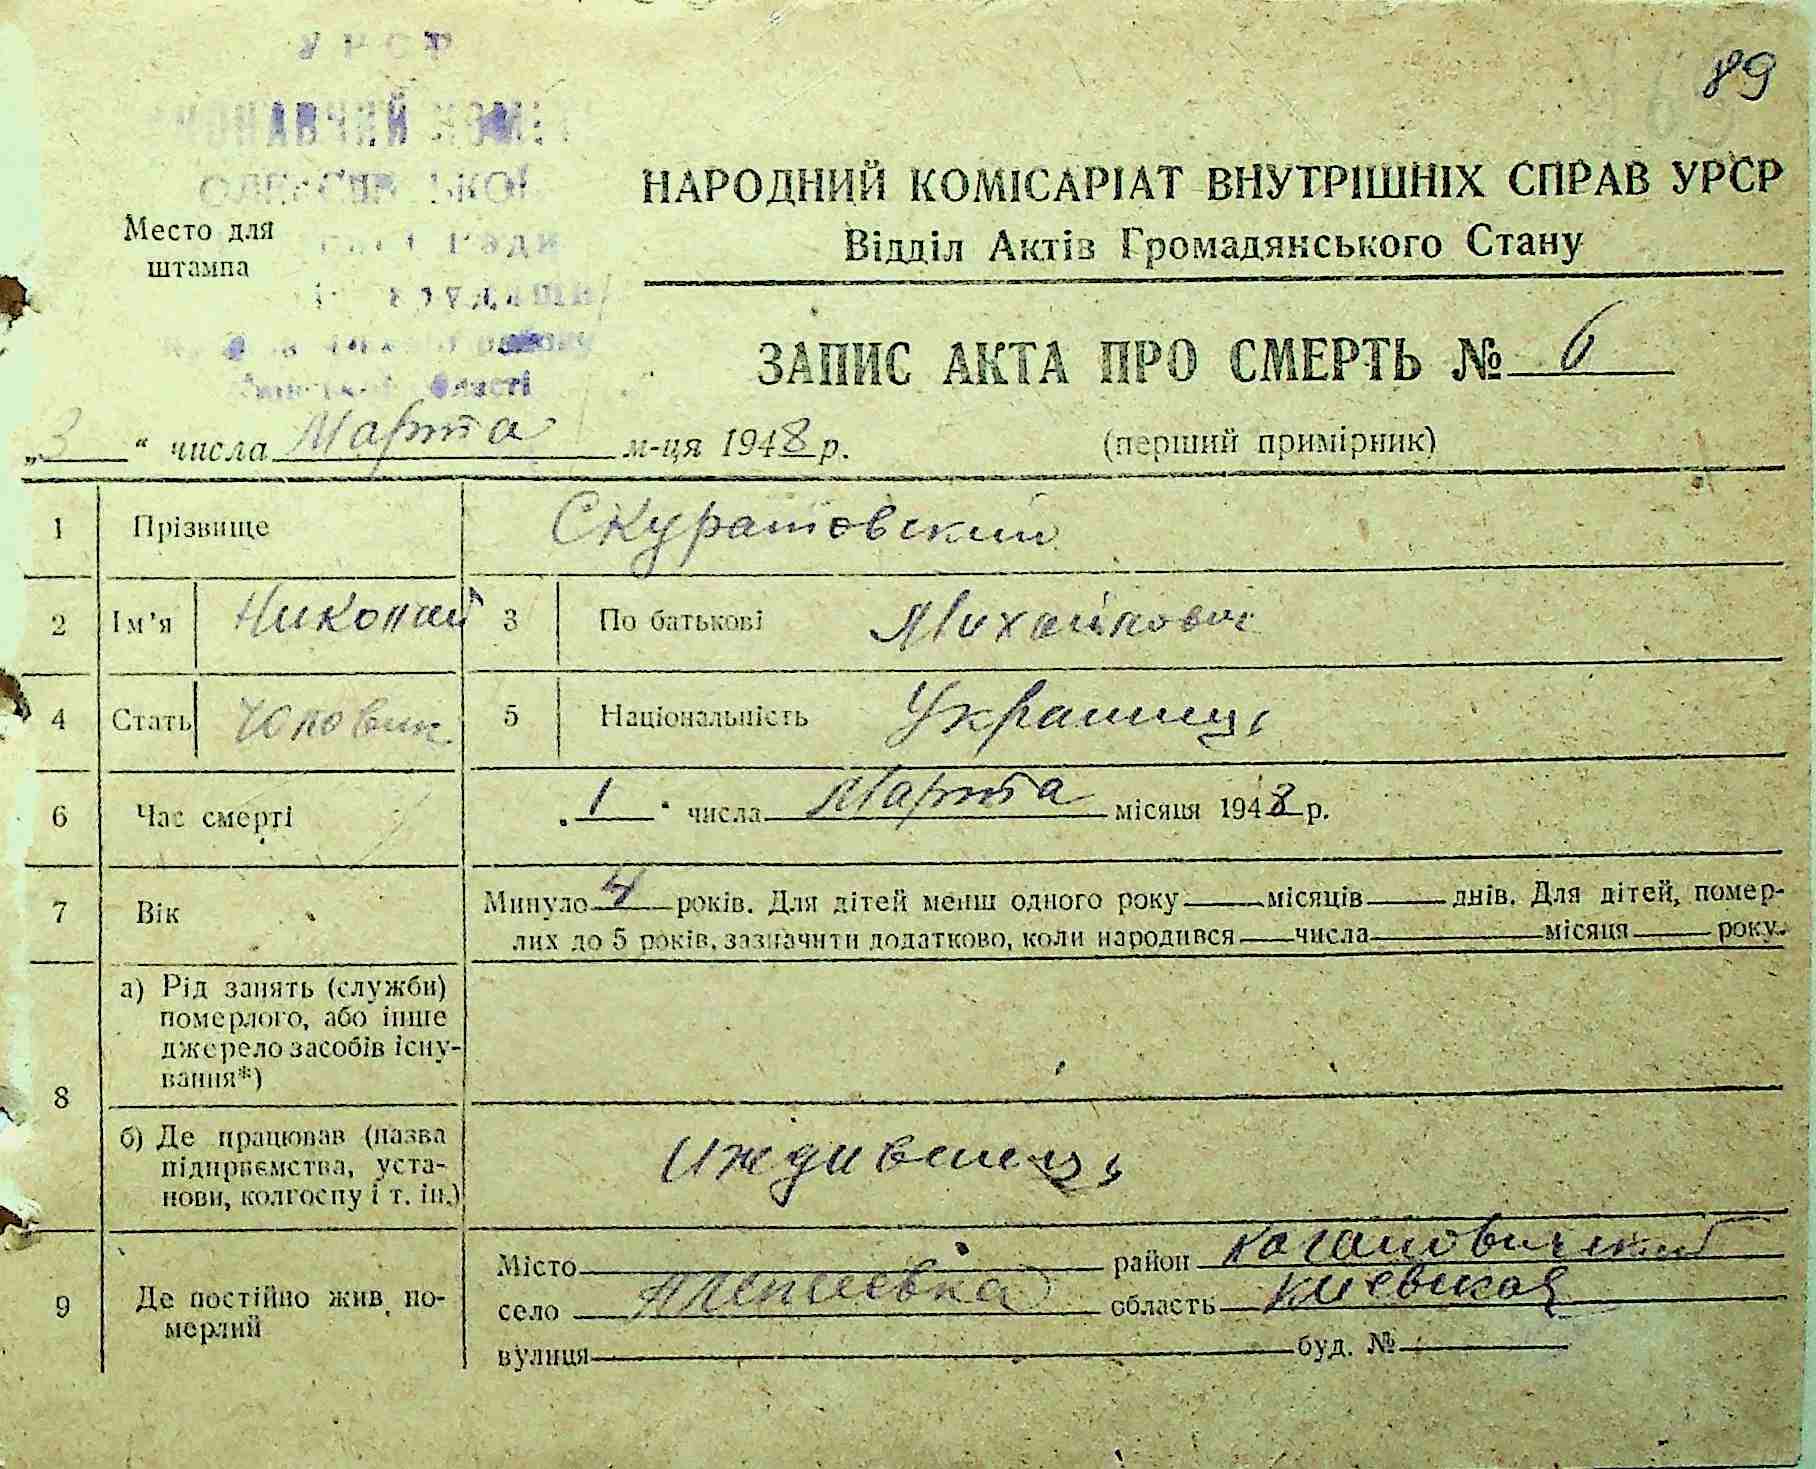 89
УРСР
НАРОДНИЙ КОМІСАРІАТ ВНУТРІШНІХ СПРАВ УРСР
Відділ Актів Громадянського Стану
Место для
штампа
ЗАПИС АКТА ПРО СМЕРТЬ № 6
„3“ числа Марта м-ця 1948 р. (перший примірник)
1 Прізвище Скуратовский
2 Ім'я Николай 3 По батькові Михайлович
4 Стать Чоловик 5 Національність Украинець
6 Час смерті „1“ числа Марта місяця 1948 р.
7 Вік Минуло 4 років. Для дітей менш одного року місяців днів. Для дітей, помер-
лих до 5 років, зазначити додатково, коли народився числа місяця року.
8 а) Рід занять (служби)
померлого, або інше
джерело засобів існу-
вання*)
б) Де працював (назва
підприємства, уста-
нови, колгоспу і т. ін.) Иждивенець
9 Де постійно жив по-
мерлий
Місто район Кагановичский
село область Киевская
вулиця буд. №